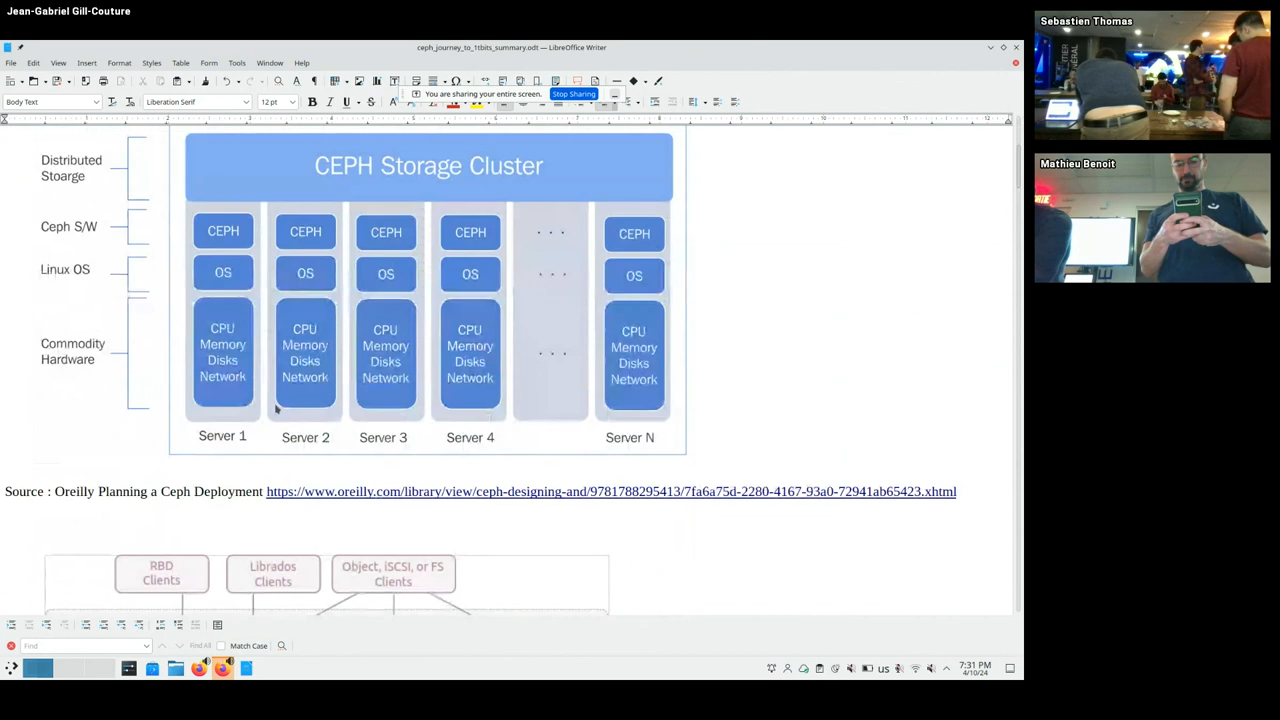 Jean-Gabriel Gill-Couture
ceph_journey_to_1tbits_summary.odt — LibreOffice Writer
File Edit View Insert Format Styles Table Form Tools Window Help
You are sharing your entire screen. Stop Sharing
Body Text Liberation Serif 12 pt
Distributed
Stoarge
CEPH Storage Cluster
Ceph S/W
CEPH CEPH CEPH CEPH . . . CEPH
Linux OS
OS OS OS OS . . . OS
Commodity
Hardware
CPU CPU CPU CPU CPU
Memory Memory Memory Memory . . . Memory
Disks Disks Disks Disks Disks
Network Network Network Network Network
Server 1 Server 2 Server 3 Server 4 Server N
Source : Oreilly Planning a Ceph Deployment https://www.oreilly.com/library/view/ceph-designing-and/9781788295413/7fa6a75d-2280-4167-93a0-72941ab65423.xhtml
RBD
Clients
Librados
Clients
Object, iSCSI, or FS
Clients
Find Find All Match Case
us
7:31 PM
4/10/24
Sebastien Thomas
Mathieu Benoit